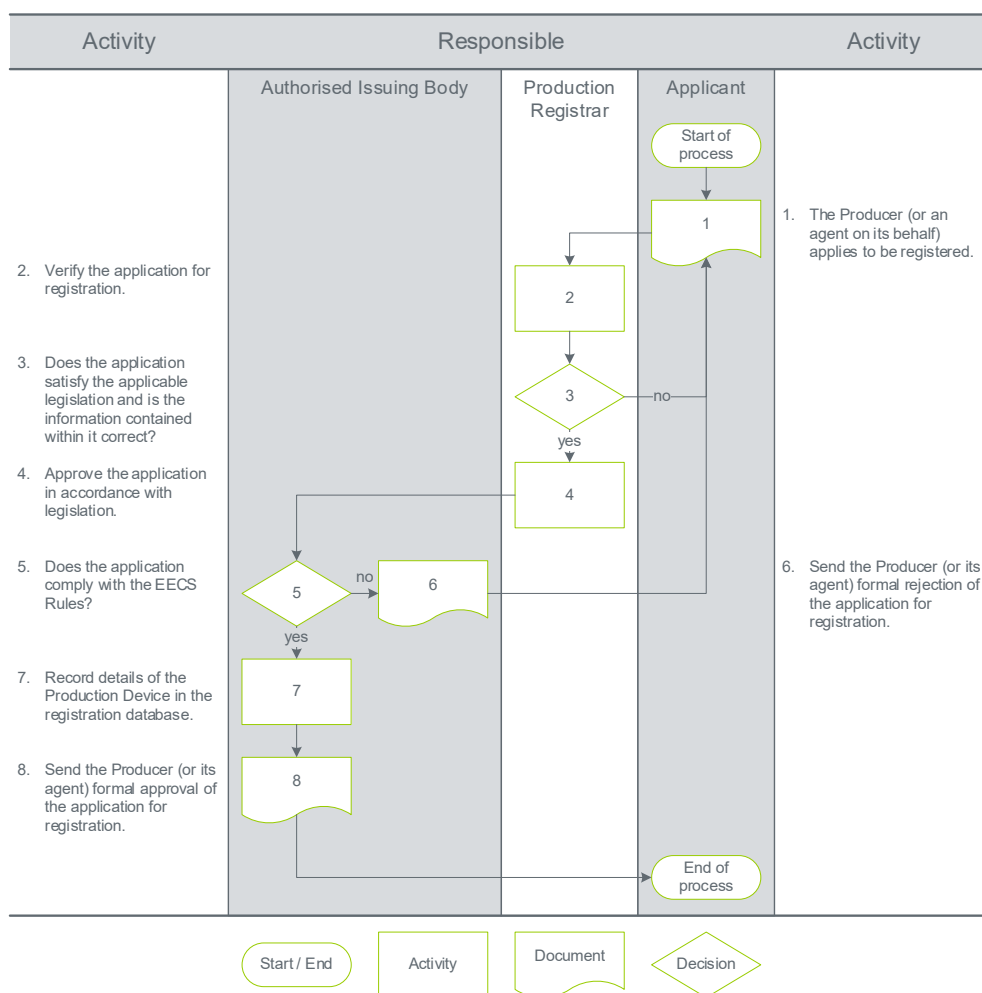 Activity
Responsible
Activity
Authorised Issuing Body
Production
Registrar
Applicant
Start of
process
1
1. The Producer (or an
agent on its behalf)
applies to be registered.
2. Verify the application for
registration.
2
3. Does the application
satisfy the applicable
legislation and is the
information contained
within it correct?
3
no
yes
4. Approve the application
in accordance with
legislation.
4
5. Does the application
comply with the EECS
Rules?
5
no
6
yes
6. Send the Producer (or its
agent) formal rejection of
the application for
registration.
7. Record details of the
Production Device in the
registration database.
7
8. Send the Producer (or its
agent) formal approval of
the application for
registration.
8
End of
process
Start / End
Activity
Document
Decision